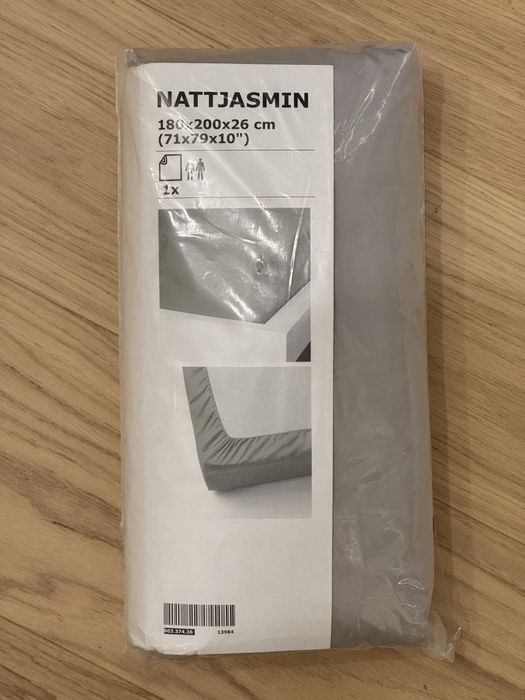 NATTJASMIN
180x200x26 cm
(71x79x10")
1x
003.374.36 13984